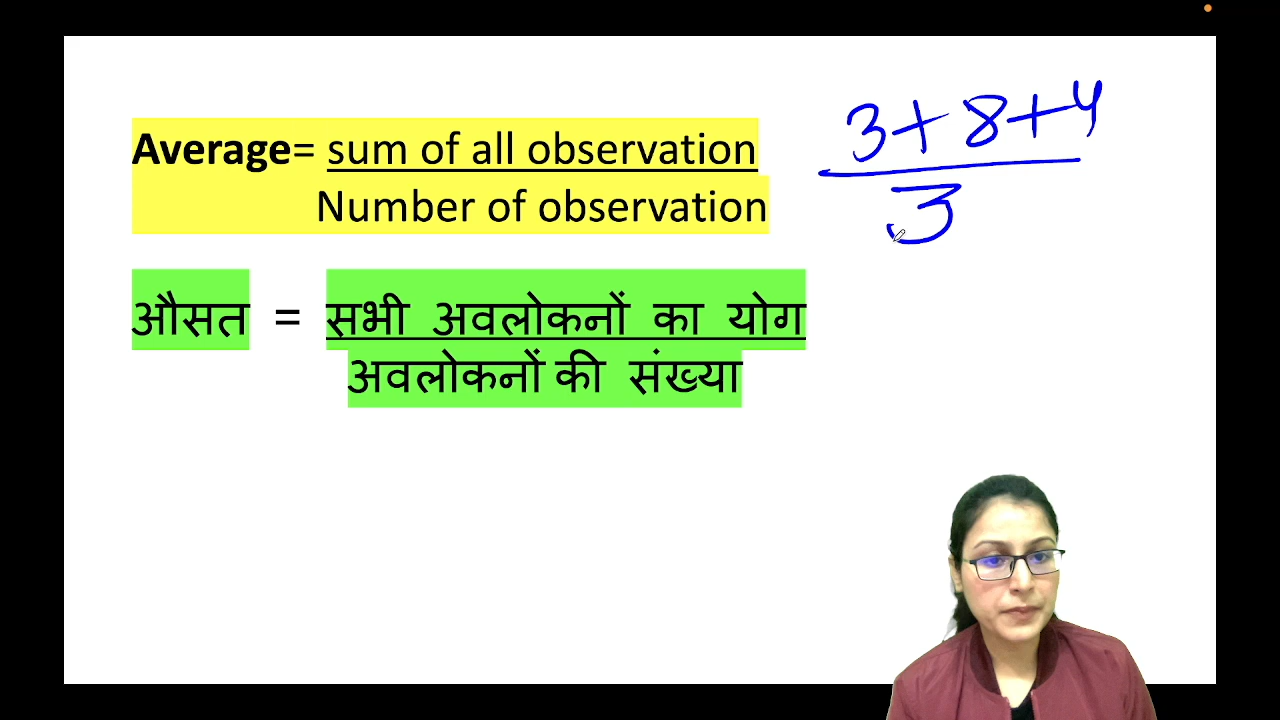 Average= sum of all observation
Number of observation
3+8+4
3
औसत = सभी अवलोकनों का योग
अवलोकनों की संख्या